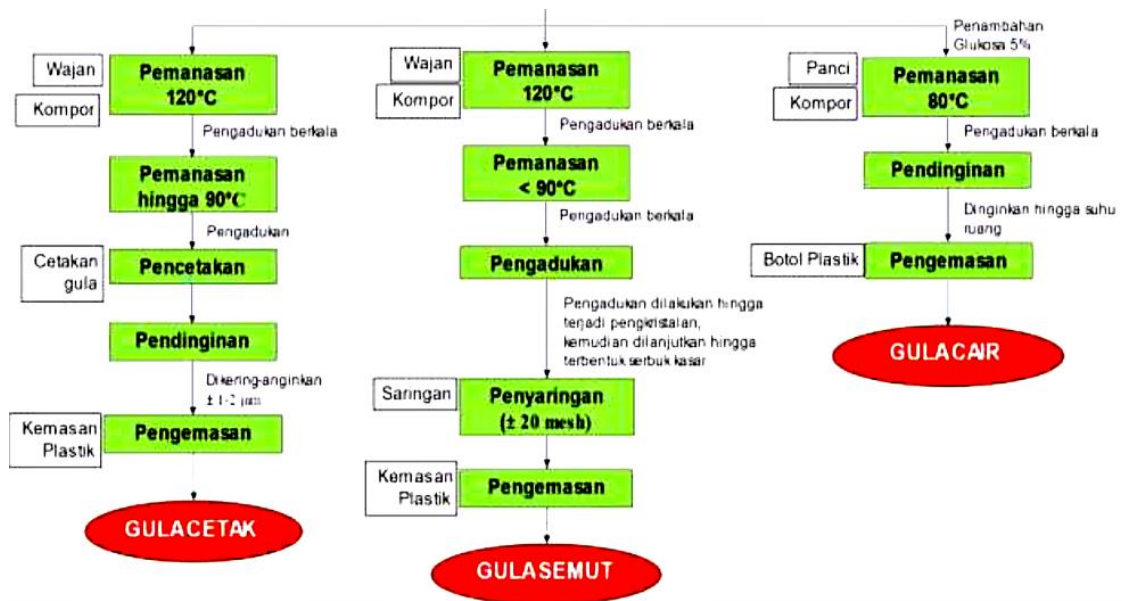 Penambahan
Glukosa 5%
Wajan
Kompor
Pemanasan
120°C
Pengadukan berkala
Pemanasan
hingga 90°C
Pengadukan
Cetakan
gula
Pencetakan
Pendinginan
Dikering-anginkan
± 1-2 jam
Kemasan
Plastik
Pengemasan
GULACETAK
Wajan
Kompor
Pemanasan
120°C
Pengadukan berkala
Pemanasan
< 90°C
Pengadukan berkala
Pengadukan
Pengadukan dilakukan hingga
terjadi pengkristalan,
kemudian dilanjutkan hingga
terbentuk serbuk kasar
Saringan
Penyaringan
(± 20 mesh)
Kemasan
Plastik
Pengemasan
GULASEMUT
Panci
Kompor
Pemanasan
80°C
Pengadukan berkala
Pendinginan
Dinginkan hingga suhu
ruang
Botol Plastik
Pengemasan
GULACAIR